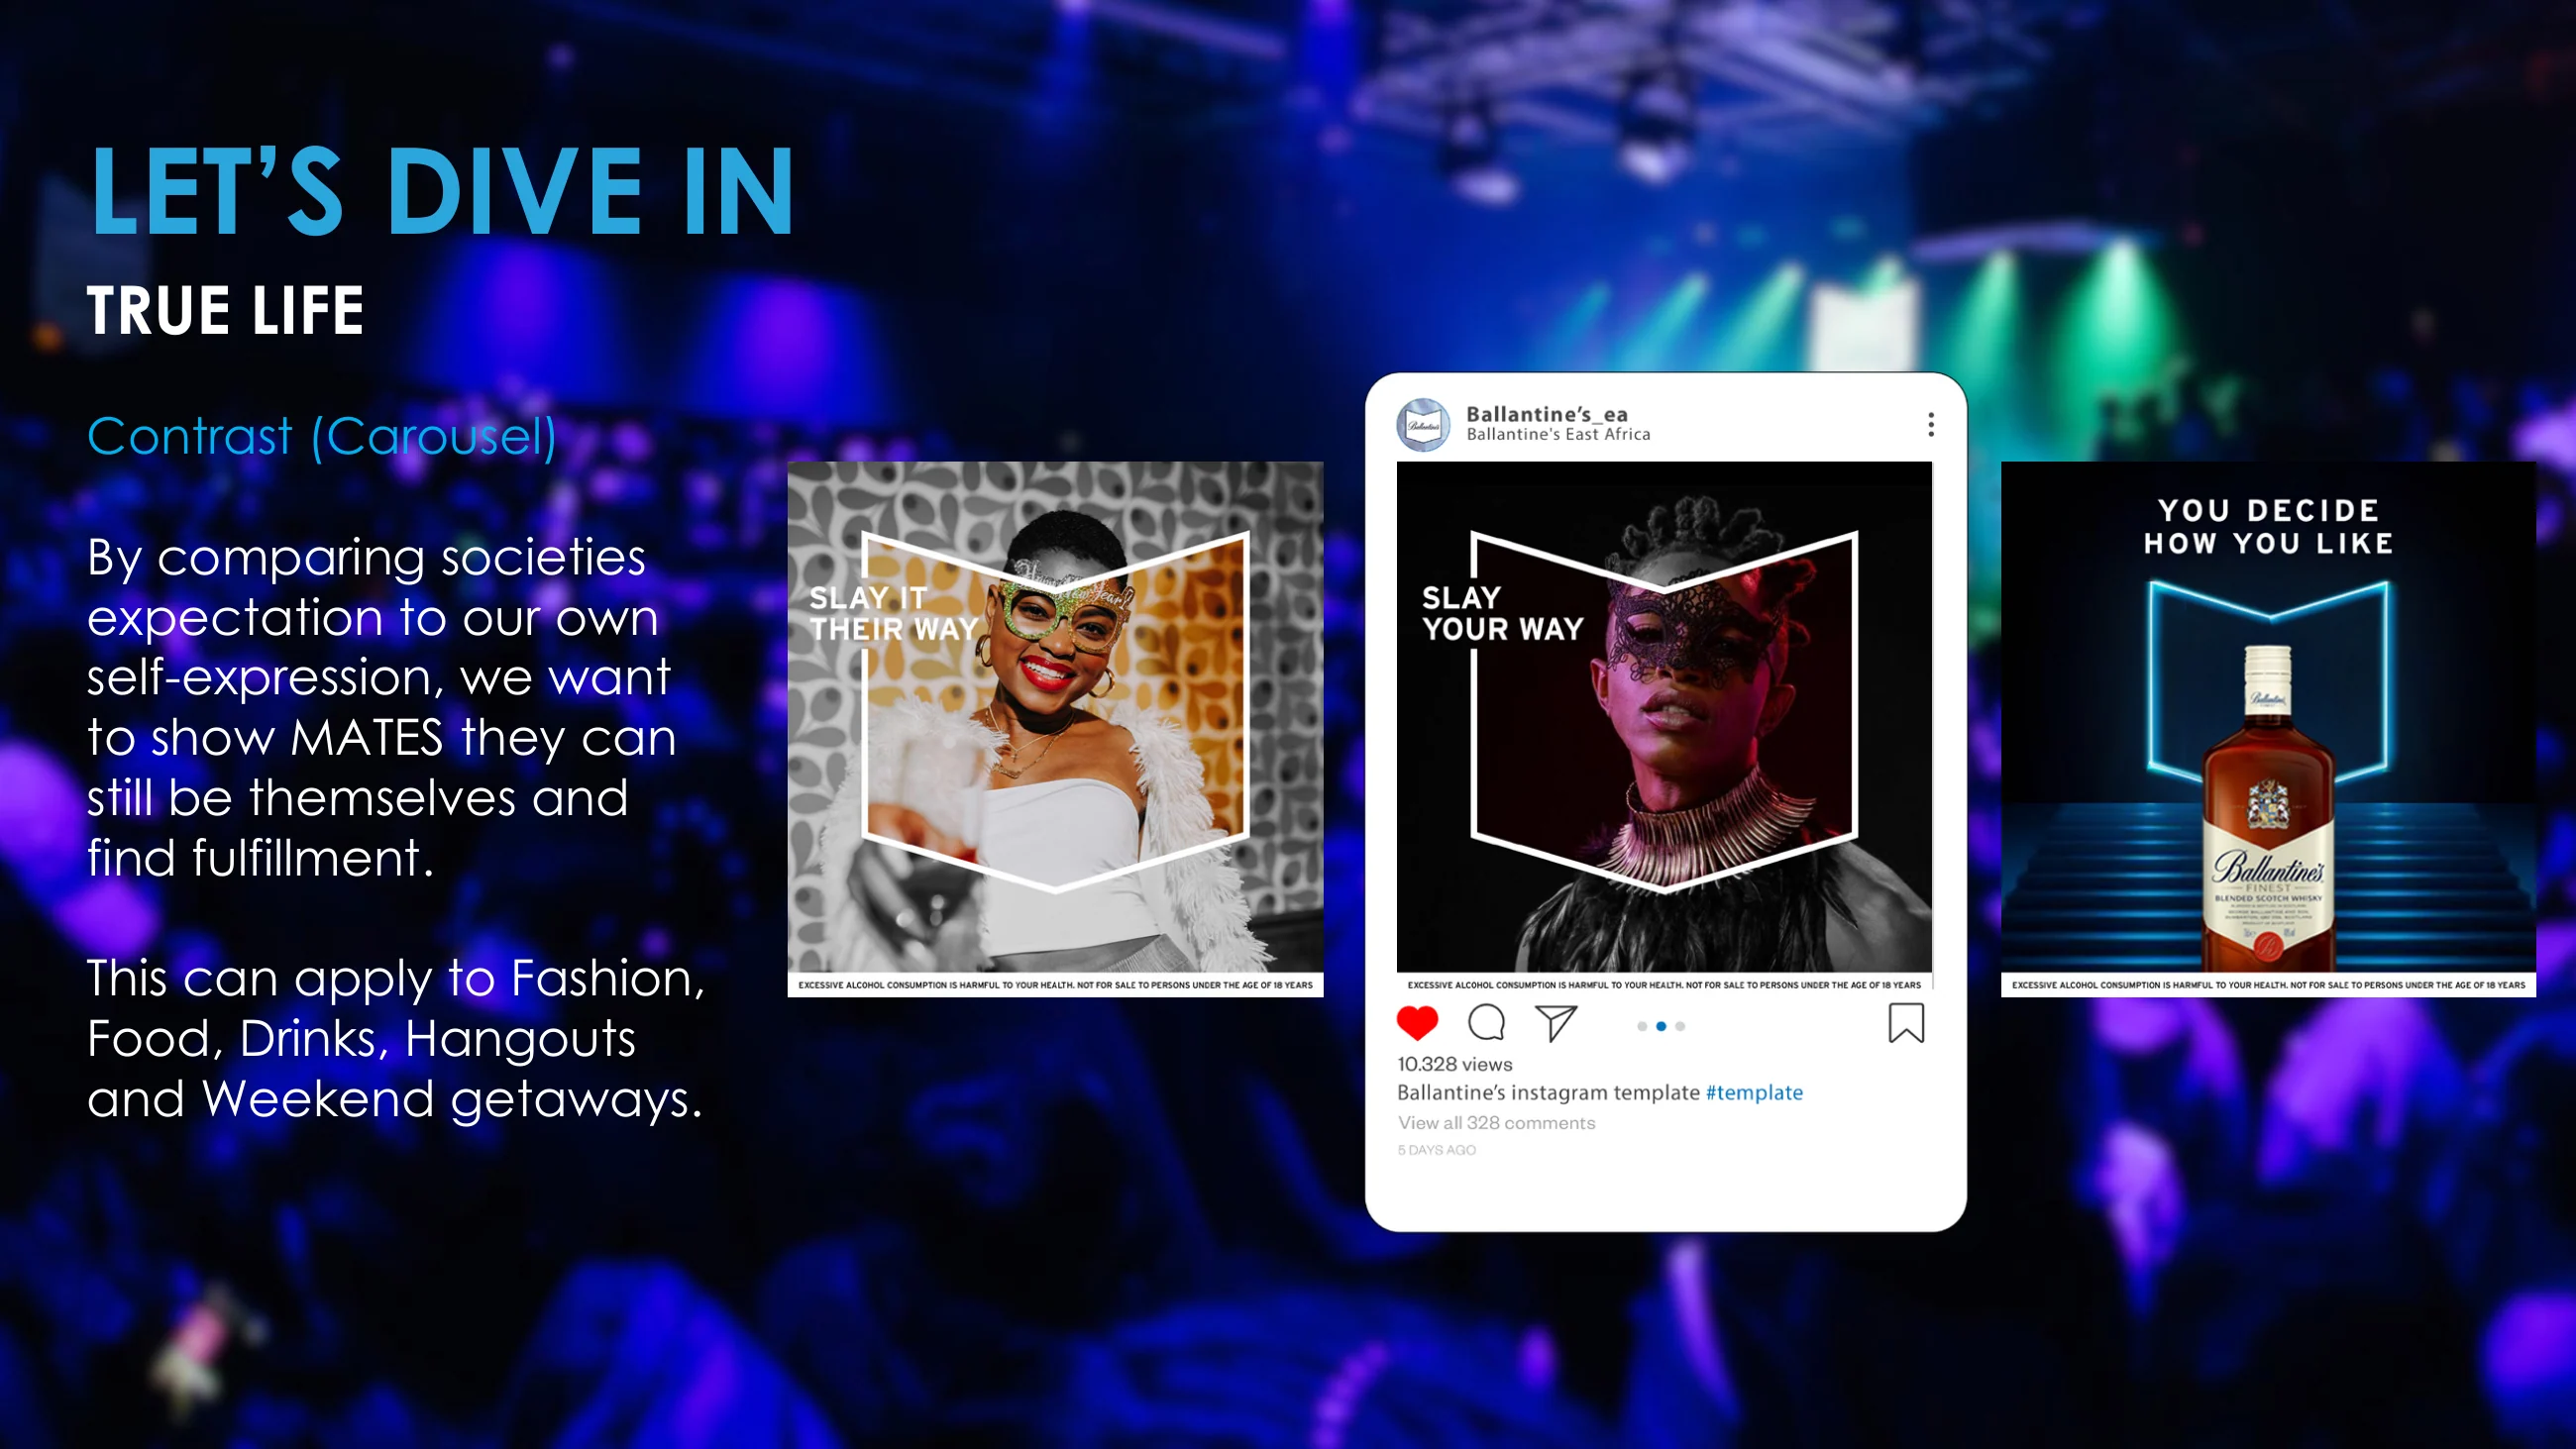 LET’S DIVE IN
TRUE LIFE
Contrast (Carousel)
By comparing societies
expectation to our own
self-expression, we want
to show MATES they can
still be themselves and
find fulfillment.
This can apply to Fashion,
Food, Drinks, Hangouts
and Weekend getaways.
Happy New Year!
SLAY IT
THEIR WAY
EXCESSIVE ALCOHOL CONSUMPTION IS HARMFUL TO YOUR HEALTH. NOT FOR SALE TO PERSONS UNDER THE AGE OF 18 YEARS
Ballantine's
Ballantine’s_ea
Ballantine's East Africa
SLAY
YOUR WAY
EXCESSIVE ALCOHOL CONSUMPTION IS HARMFUL TO YOUR HEALTH. NOT FOR SALE TO PERSONS UNDER THE AGE OF 18 YEARS
10.328 views
Ballantine’s instagram template #template
View all 328 comments
5 DAYS AGO
YOU DECIDE
HOW YOU LIKE
Ballantine's
Ballantine's
FINEST
BLENDED SCOTCH WHISKY
EXCESSIVE ALCOHOL CONSUMPTION IS HARMFUL TO YOUR HEALTH. NOT FOR SALE TO PERSONS UNDER THE AGE OF 18 YEARS